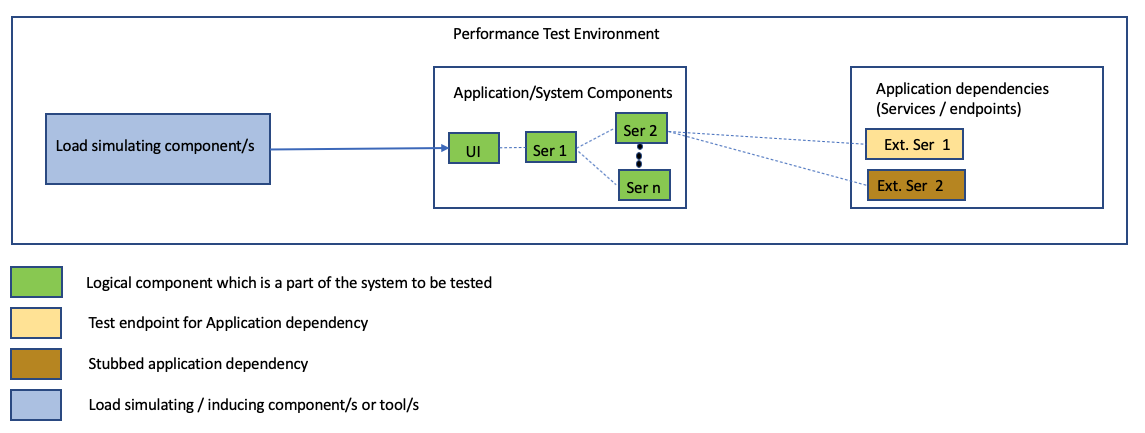 Performance Test Environment
Load simulating component/s
Application/System Components
UI
Ser 1
Ser 2
Ser n
Application dependencies
(Services / endpoints)
Ext. Ser 1
Ext. Ser 2
Logical component which is a part of the system to be tested
Test endpoint for Application dependency
Stubbed application dependency
Load simulating / inducing component/s or tool/s